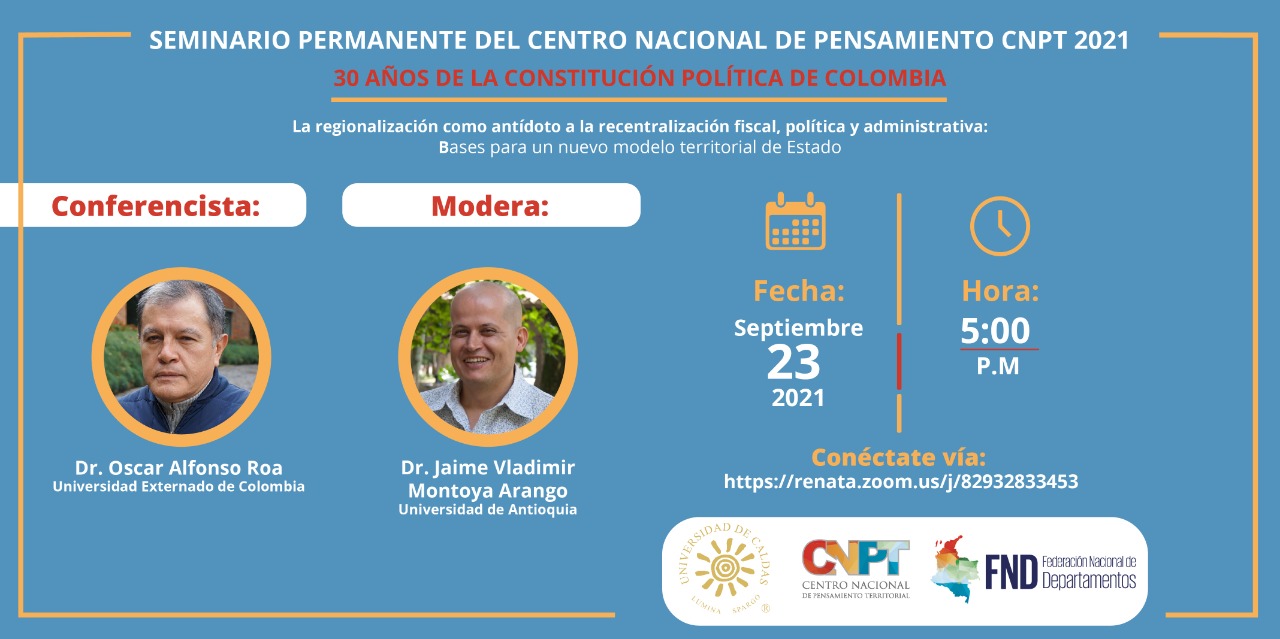 SEMINARIO PERMANENTE DEL CENTRO NACIONAL DE PENSAMIENTO CNPT 2021
30 AÑOS DE LA CONSTITUCIÓN POLÍTICA DE COLOMBIA
La regionalización como antídoto a la recentralización fiscal, política y administrativa:
Bases para un nuevo modelo territorial de Estado
Conferencista:
Modera:
Dr. Oscar Alfonso Roa
Universidad Externado de Colombia
Dr. Jaime Vladimir
Montoya Arango
Universidad de Antioquia
Fecha:
Septiembre
23
2021
Hora:
5:00
P.M
Conéctate vía:
https://renata.zoom.us/j/82932833453
UNIVERSIDAD DE CALDAS
LUMINA SPARGO
®
CNPT
CENTRO NACIONAL
DE PENSAMIENTO TERRITORIAL
FND
Federación Nacional de
Departamentos